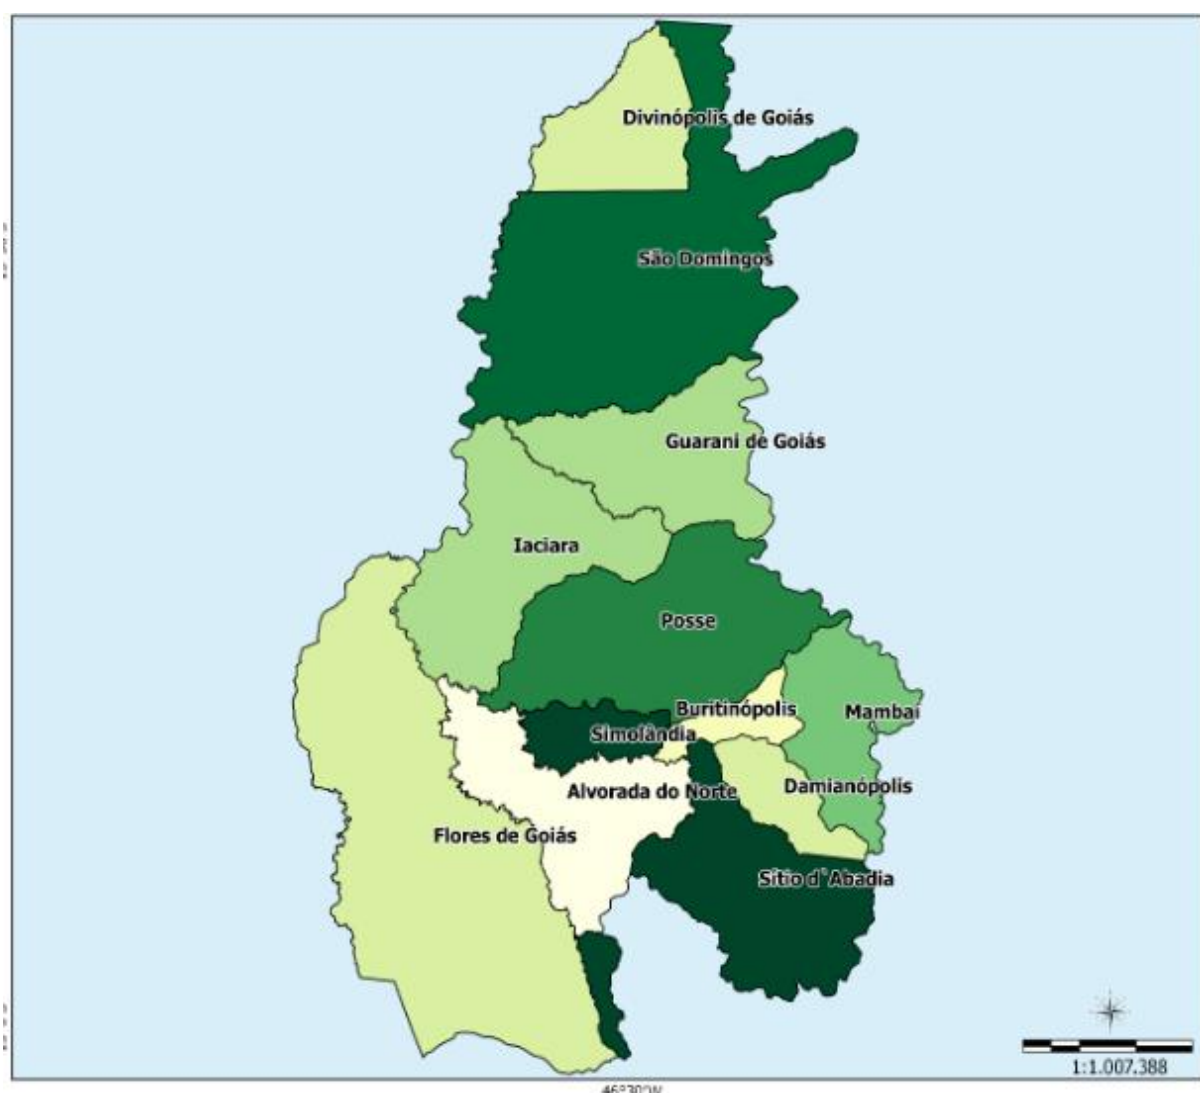 Divinópolis de Goiás
São Domingos
Guarani de Goiás
Iaciara
Posse
Buritinópolis
Mambaí
Simolândia
Damianópolis
Alvorada do Norte
Flores de Goiás
Sítio d`Abadia
1:1.007.388